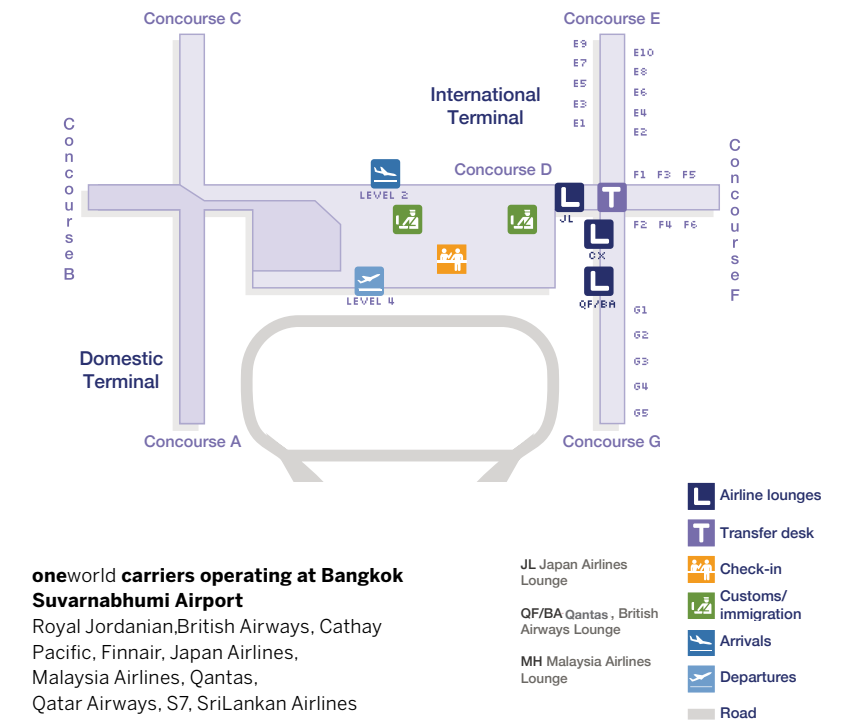 Concourse C
Concourse E
E9
E10
E7
E8
E5
E6
E3
E4
E1
E2
International
Terminal
Concourse B
Concourse D
Concourse F
F1 F3 F5
LEVEL 2
L
T
JL
F2 F4 F6
L
CX
L
QF/BA
LEVEL 4
G1
G2
G3
G4
G5
Domestic
Terminal
Concourse A
Concourse G
L Airline lounges
T Transfer desk
Check-in
Customs/
immigration
Arrivals
Departures
Road
JL Japan Airlines
Lounge
QF/BA Qantas, British
Airways Lounge
MH Malaysia Airlines
Lounge
oneworld carriers operating at Bangkok
Suvarnabhumi Airport
Royal Jordanian,British Airways, Cathay
Pacific, Finnair, Japan Airlines,
Malaysia Airlines, Qantas,
Qatar Airways, S7, SriLankan Airlines